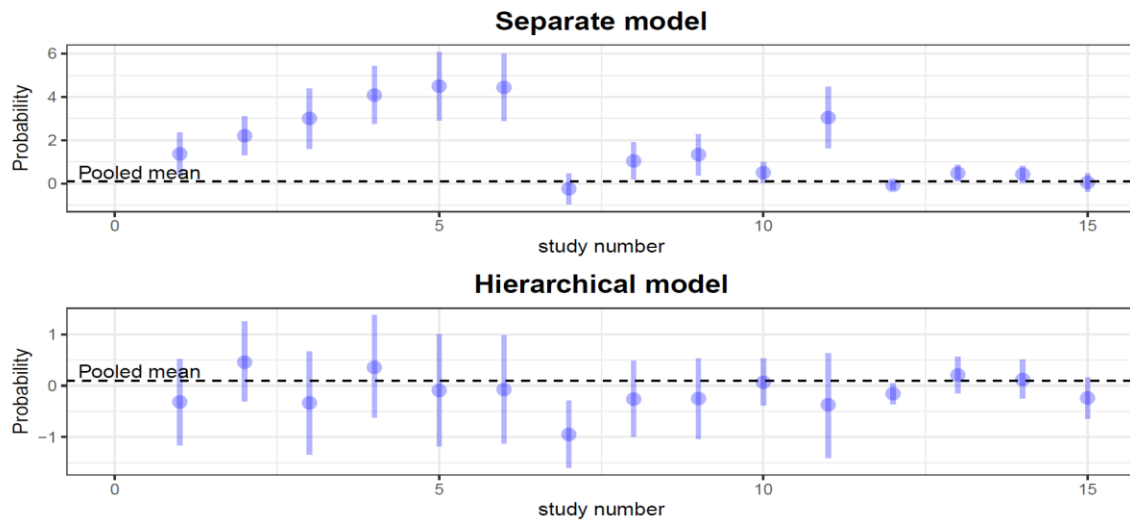 Separate model
6
4
2
0
Probability
Pooled mean
0 5 10 15
study number
Hierarchical model
1
0
−1
Probability
Pooled mean
0 5 10 15
study number